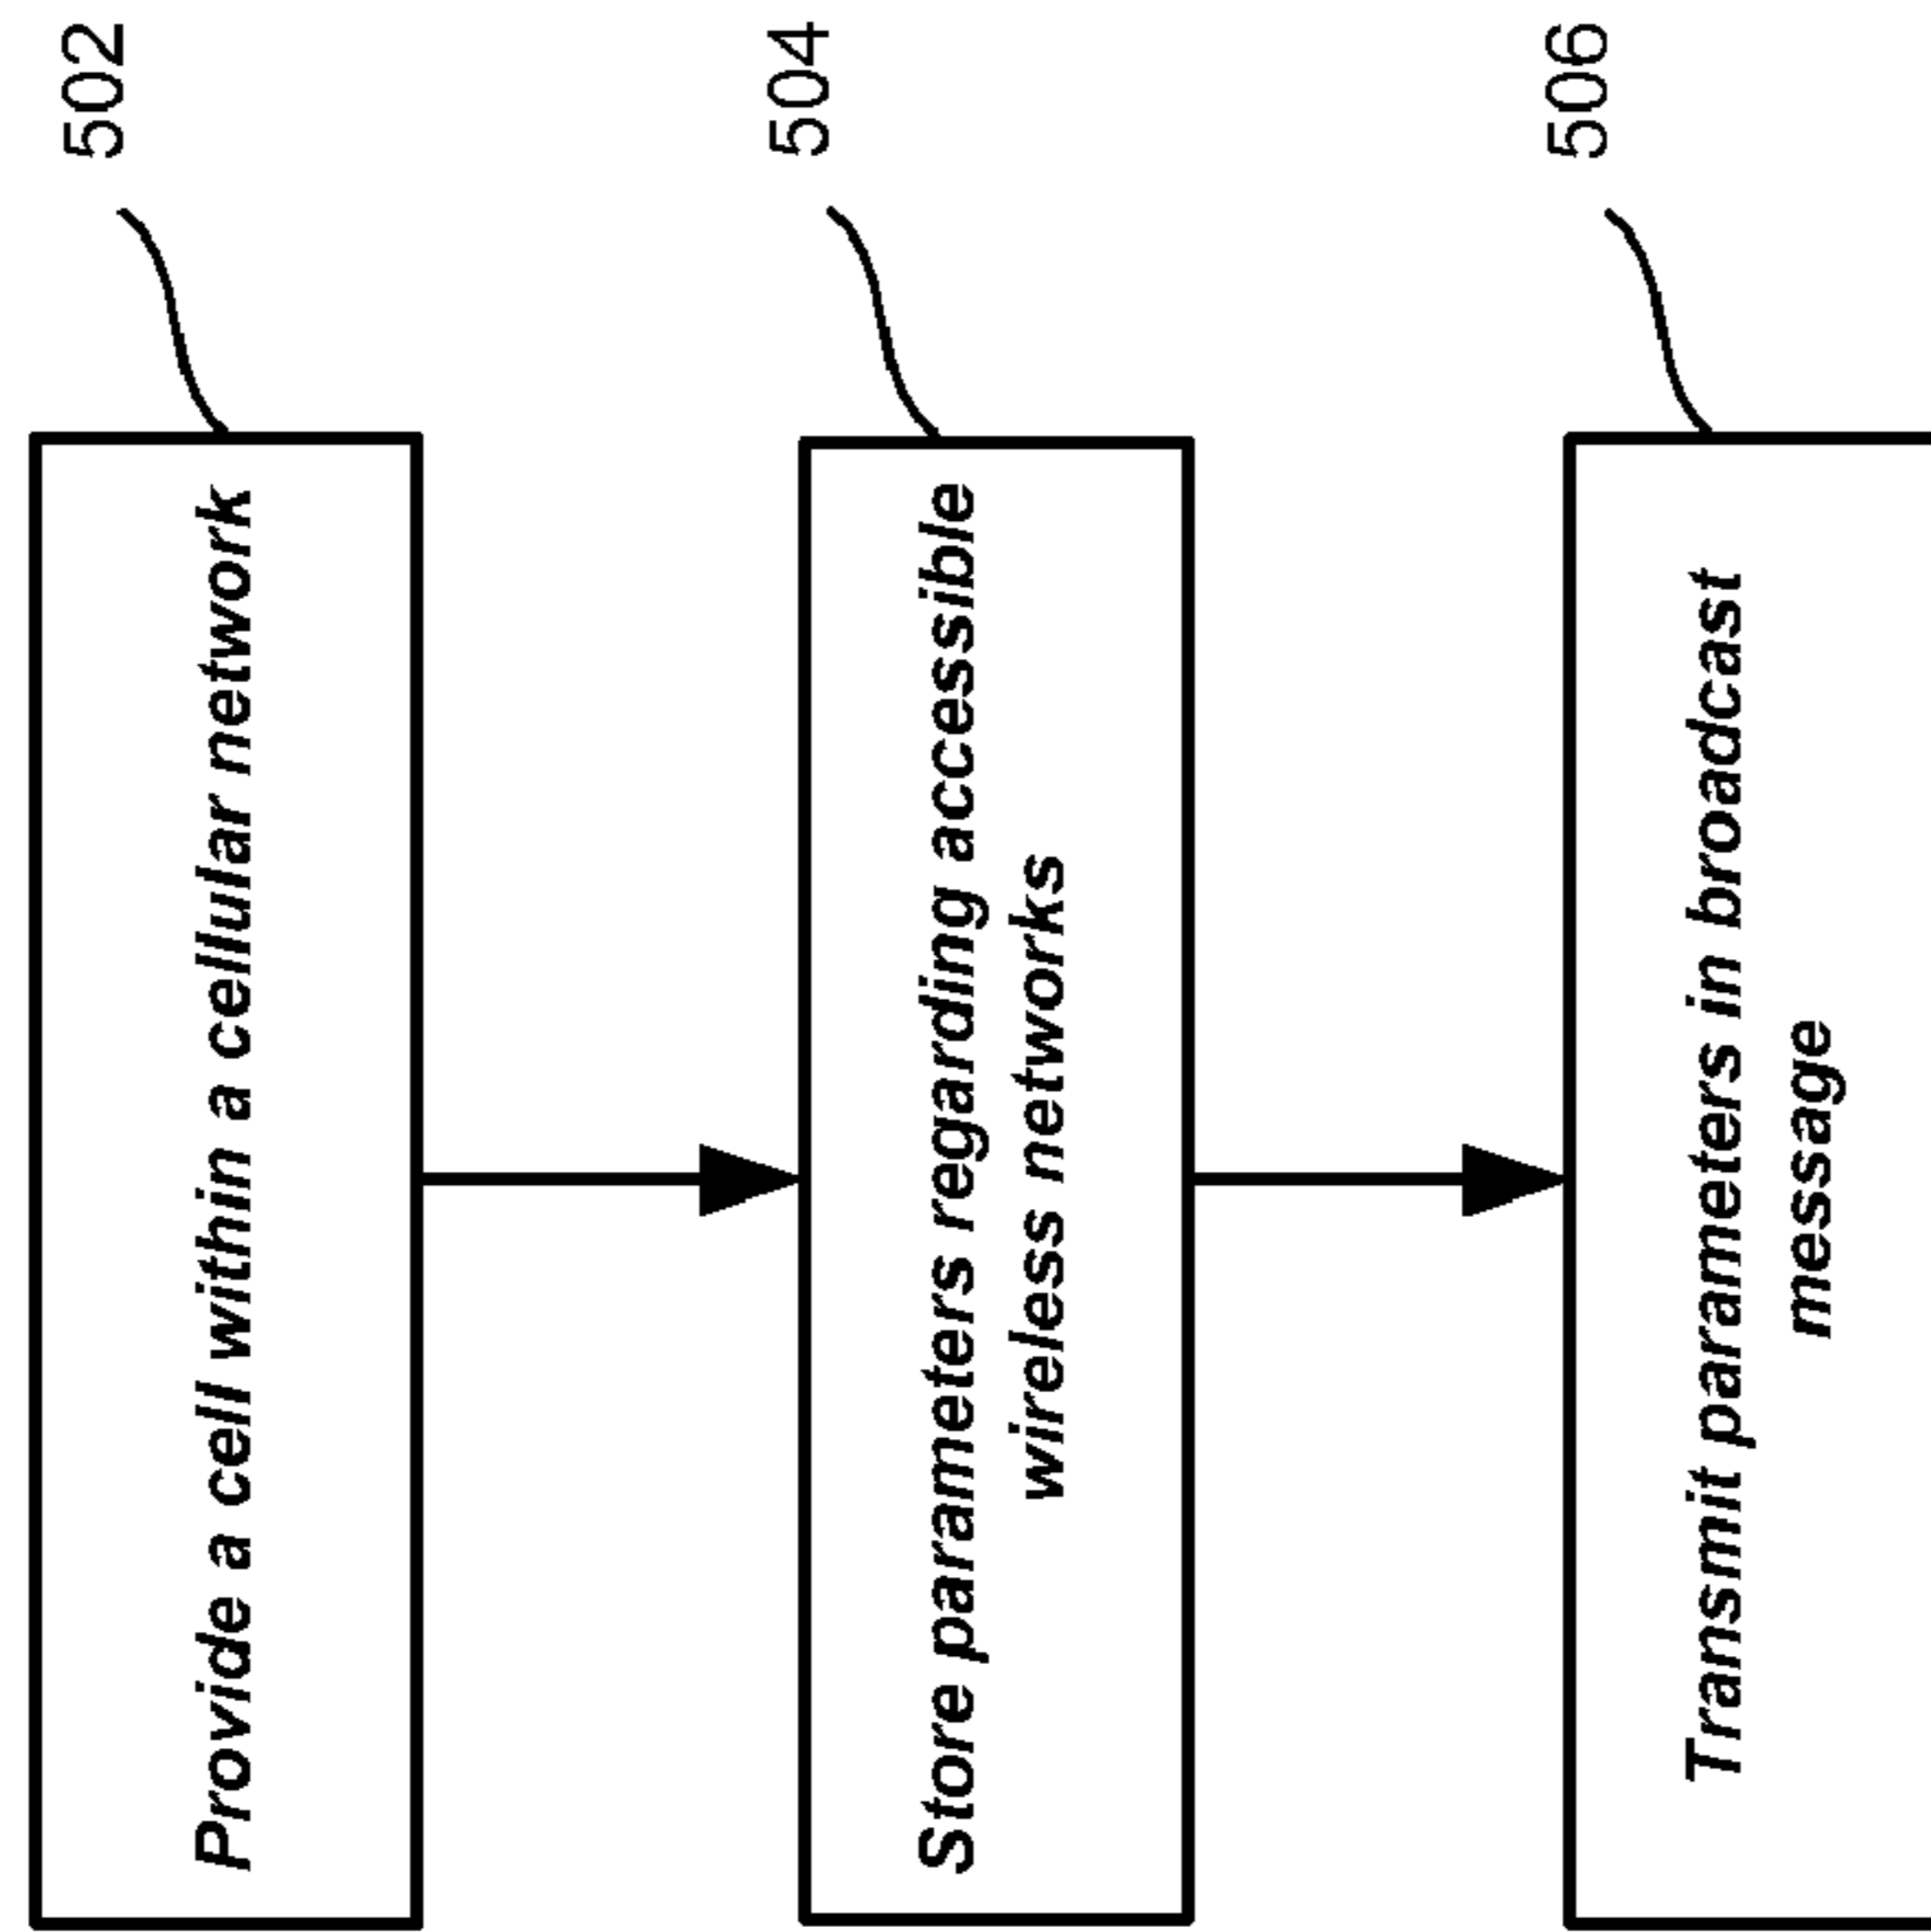 Provide a cell within a cellular network
502
Store parameters regarding accessible
wireless networks
504
Transmit parameters in broadcast
message
506